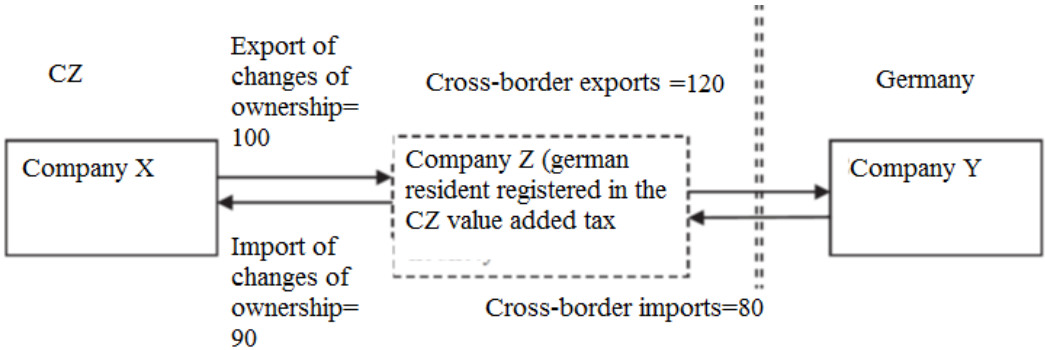 CZ
Export of
changes of
ownership=
100
Cross-border exports =120
Germany
Company X
Company Z (german
resident registered in the
CZ value added tax
Company Y
Import of
changes of
ownership=
90
Cross-border imports=80